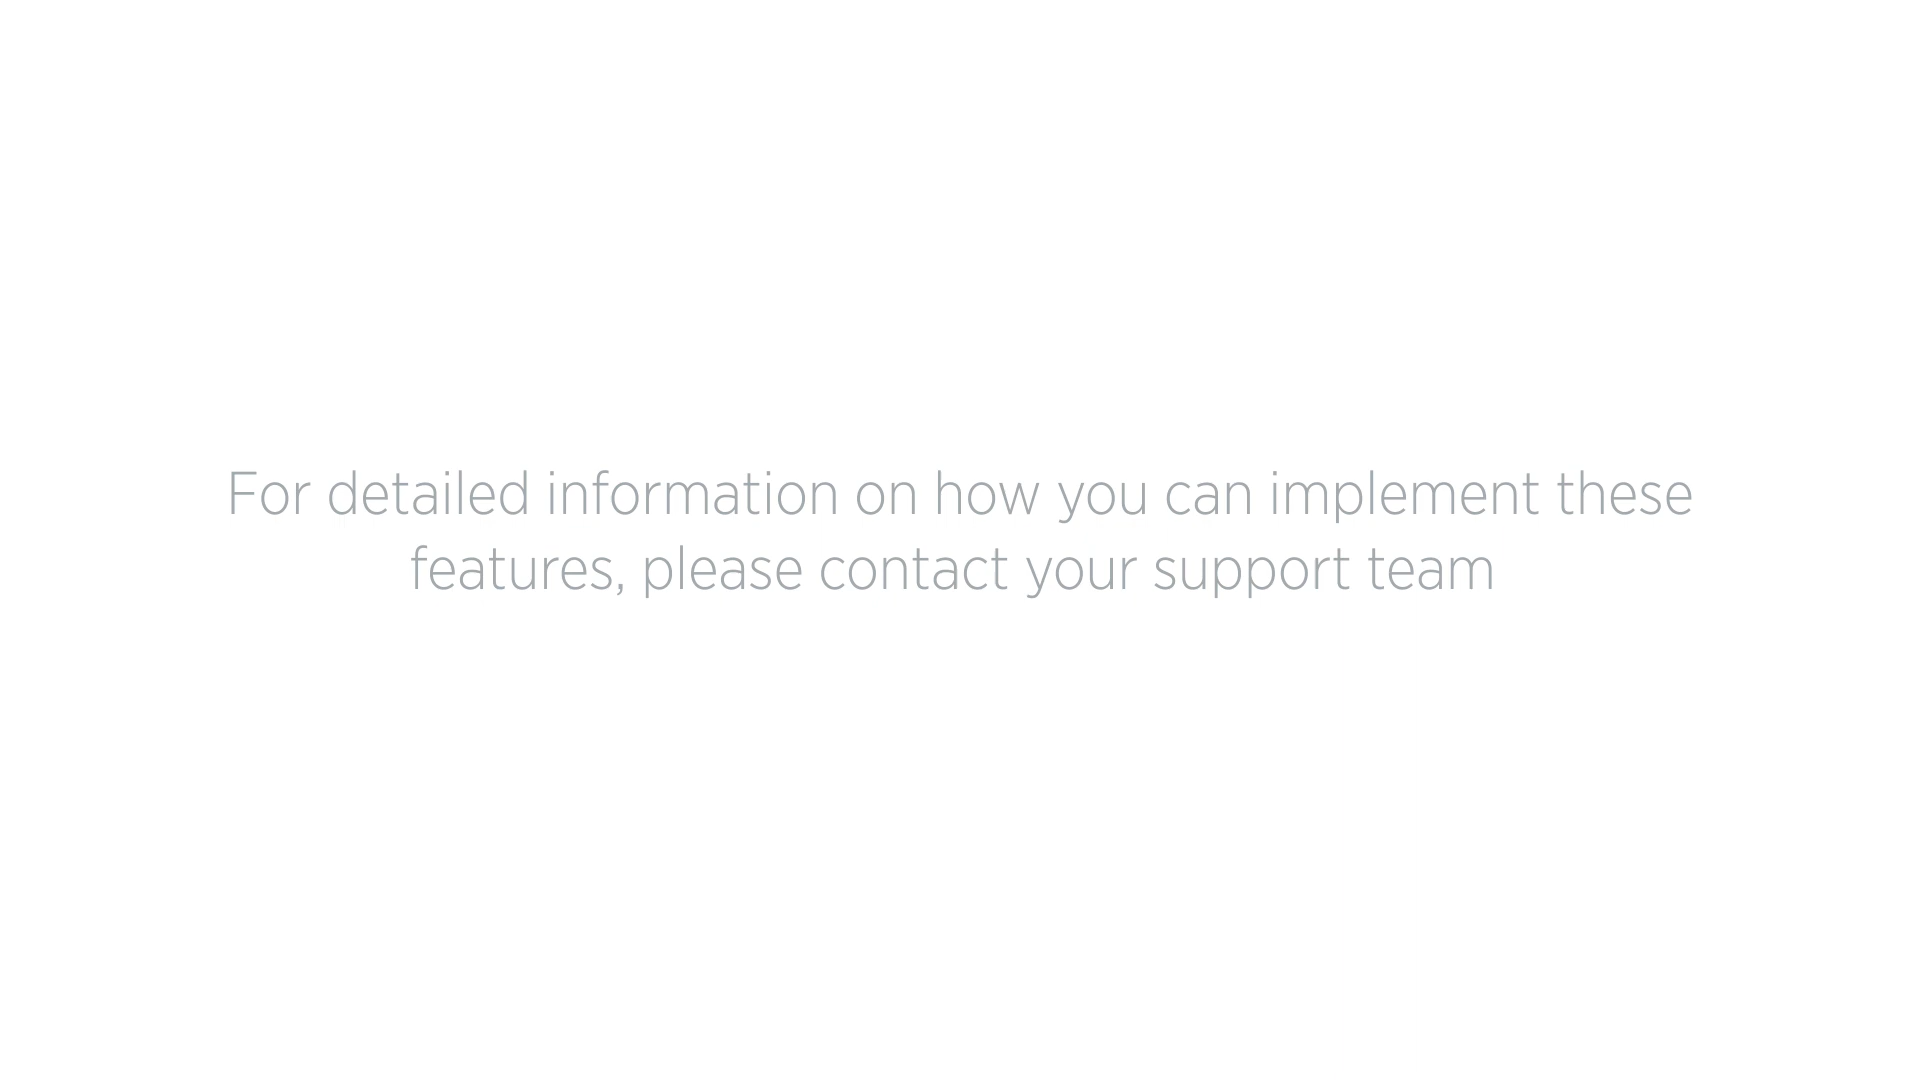 For detailed information on how you can implement these
features, please contact your support team